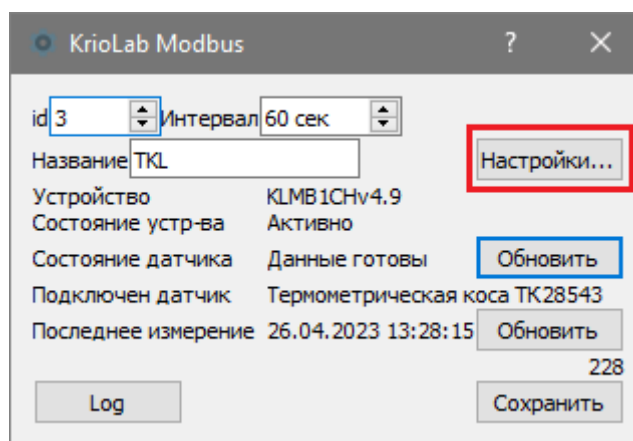 KrioLab Modbus ?
id 3 Интервал 60 сек
Название TKL Настройки...
Устройство KLMB1CHv4.9
Состояние устр-ва Активно
Состояние датчика Данные готовы Обновить
Подключен датчик Термометрическая коса TK28543
Последнее измерение 26.04.2023 13:28:15 Обновить
228
Log Сохранить